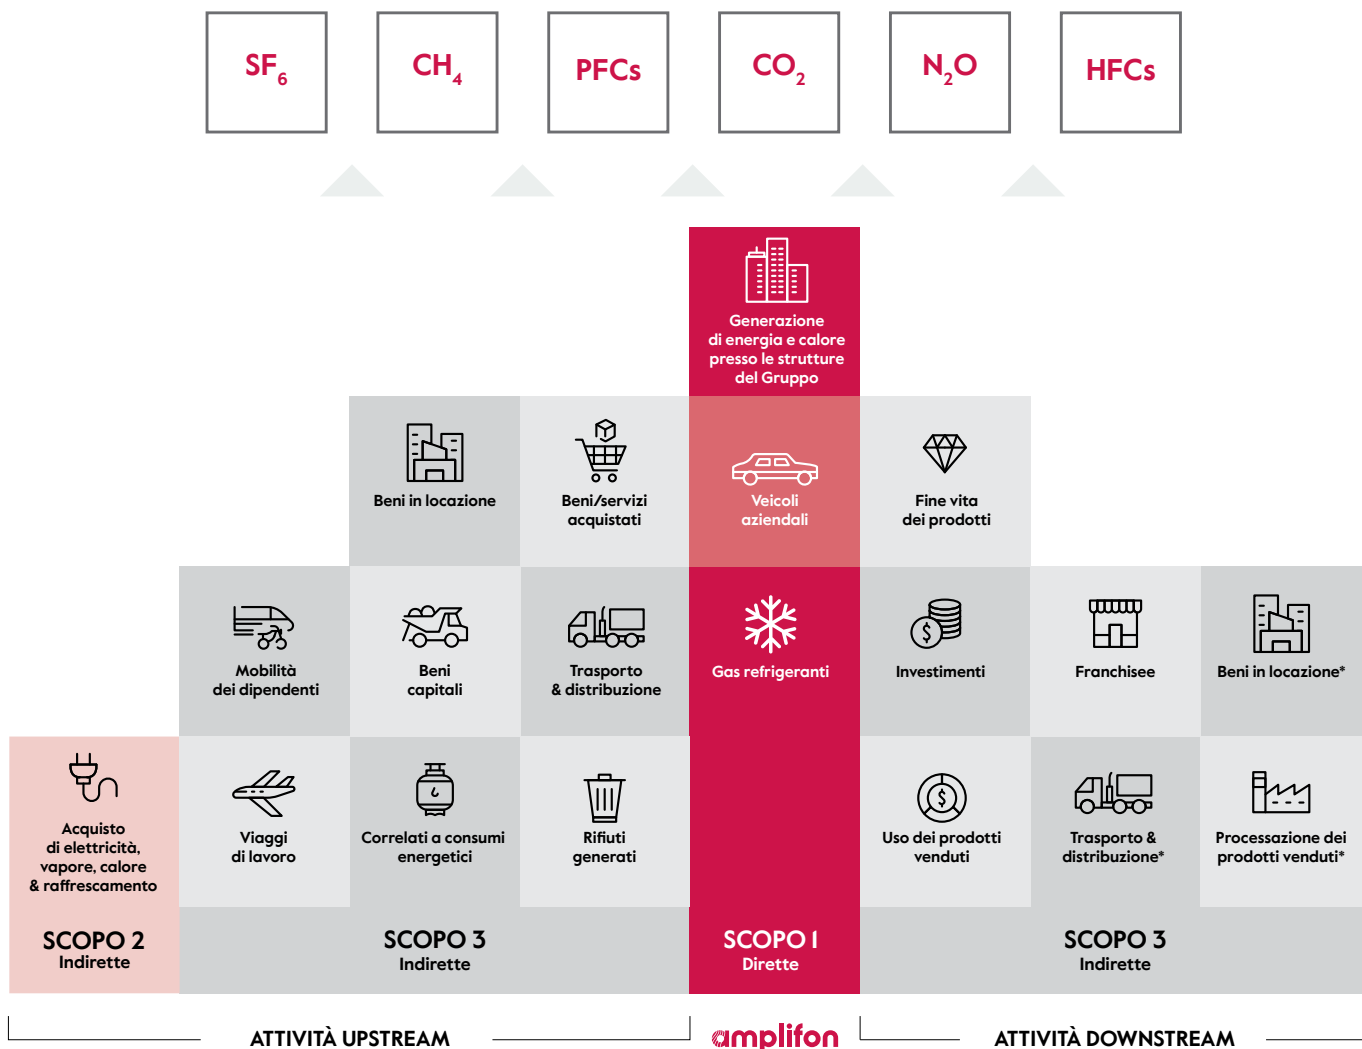 SF6
CH4
PFCs
CO2
N2O
HFCs
Generazione
di energia e calore
presso le strutture
del Gruppo
Beni in locazione
Beni/servizi
acquistati
Veicoli
aziendali
Fine vita
dei prodotti
Mobilità
dei dipendenti
Beni
capitali
Trasporto
& distribuzione
Gas refrigeranti
Investimenti
Franchisee
Beni in locazione*
Acquisto
di elettricità,
vapore, calore
& raffrescamento
Viaggi
di lavoro
Correlati a consumi
energetici
Rifiuti
generati
Uso dei prodotti
venduti
Trasporto &
distribuzione*
Processazione dei
prodotti venduti*
SCOPO 2
Indirette
SCOPO 3
Indirette
SCOPO 1
Dirette
SCOPO 3
Indirette
ATTIVITÀ UPSTREAM
amplifon
ATTIVITÀ DOWNSTREAM